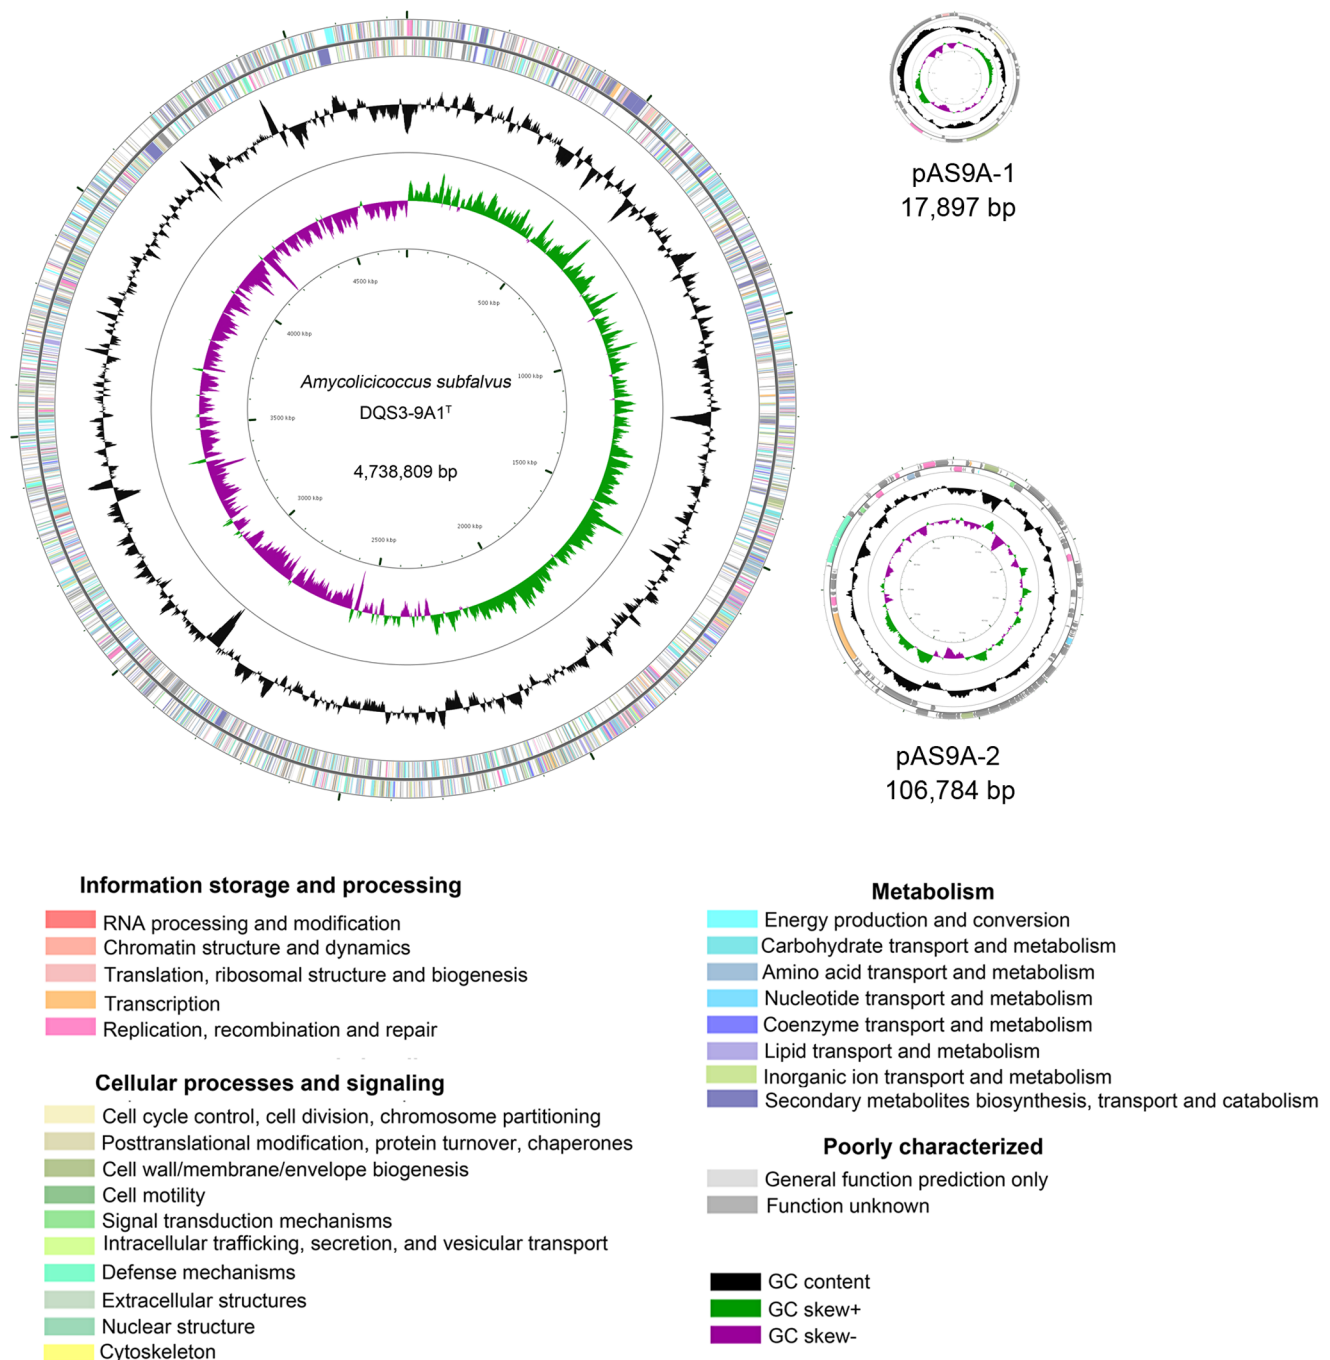 pAS9A-1
17,897 bp
4500 kbp
500 kbp
4000 kbp
1000 kbp
Amycolicicoccus subfalvus
DQS3-9A1ᵀ
3500 kbp
4,738,809 bp
1500 kbp
3000 kbp
2000 kbp
2500 kbp
pAS9A-2
106,784 bp
Information storage and processing
RNA processing and modification
Chromatin structure and dynamics
Translation, ribosomal structure and biogenesis
Transcription
Replication, recombination and repair
Cellular processes and signaling
Cell cycle control, cell division, chromosome partitioning
Posttranslational modification, protein turnover, chaperones
Cell wall/membrane/envelope biogenesis
Cell motility
Signal transduction mechanisms
Intracellular trafficking, secretion, and vesicular transport
Defense mechanisms
Extracellular structures
Nuclear structure
Cytoskeleton
Metabolism
Energy production and conversion
Carbohydrate transport and metabolism
Amino acid transport and metabolism
Nucleotide transport and metabolism
Coenzyme transport and metabolism
Lipid transport and metabolism
Inorganic ion transport and metabolism
Secondary metabolites biosynthesis, transport and catabolism
Poorly characterized
General function prediction only
Function unknown
GC content
GC skew+
GC skew-